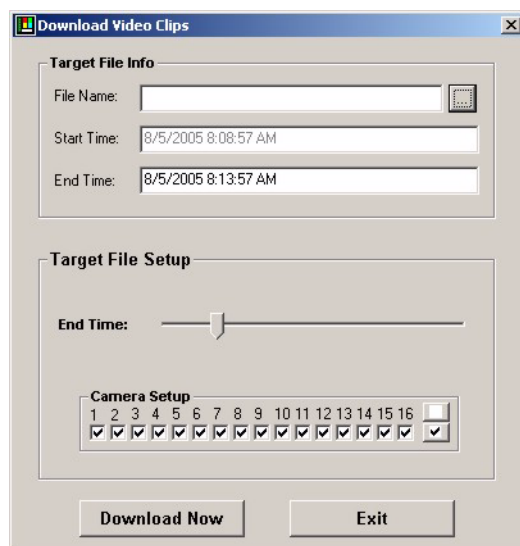 Download Video Clips
Target File Info
File Name:
...
Start Time: 8/5/2005 8:08:57 AM
End Time: 8/5/2005 8:13:57 AM
Target File Setup
End Time:
Camera Setup
1 2 3 4 5 6 7 8 9 10 11 12 13 14 15 16
Download Now Exit